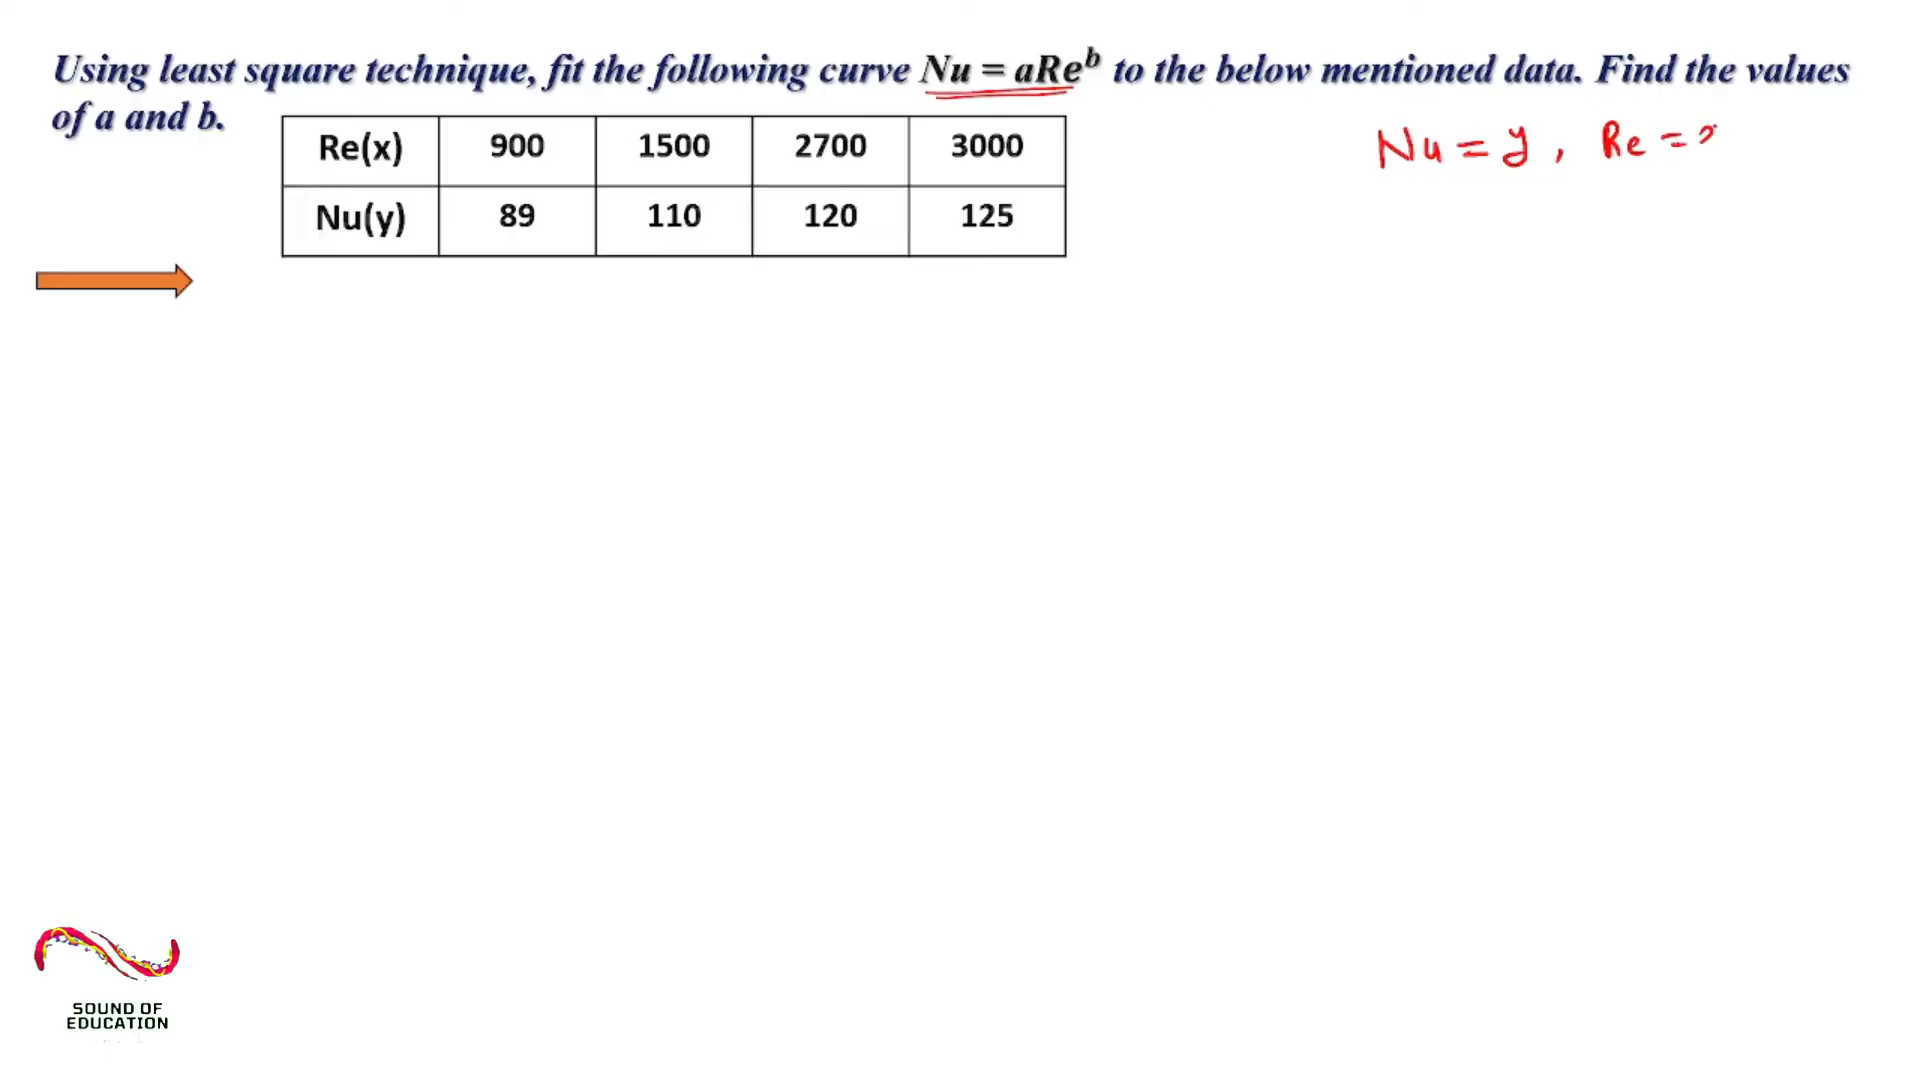 Using least square technique, fit the following curve Nu = aRe^b to the below mentioned data. Find the values
of a and b.
Nu = y, Re =
Re(x) 900 1500 2700 3000
Nu(y) 89 110 120 125
SOUND OF
EDUCATION